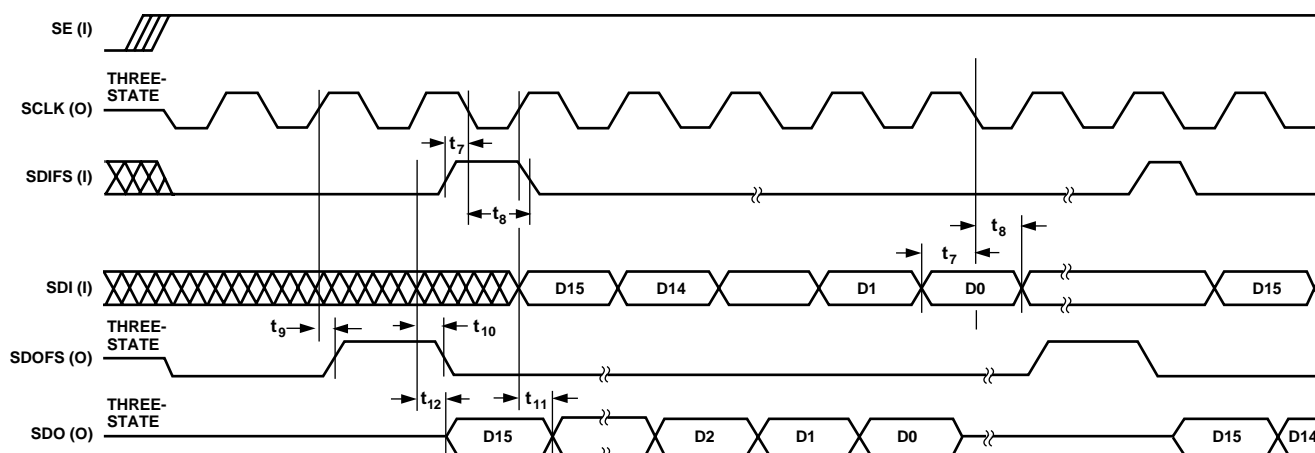 SE (I)
THREE-
STATE
SCLK (O)
t7
SDIFS (I)
t8
t8
t7
SDI (I)
D15
D14
D1
D0
D15
THREE-
STATE
t9
t10
SDOFS (O)
THREE-
STATE
t12
t11
SDO (O)
D15
D2
D1
D0
D15
D14